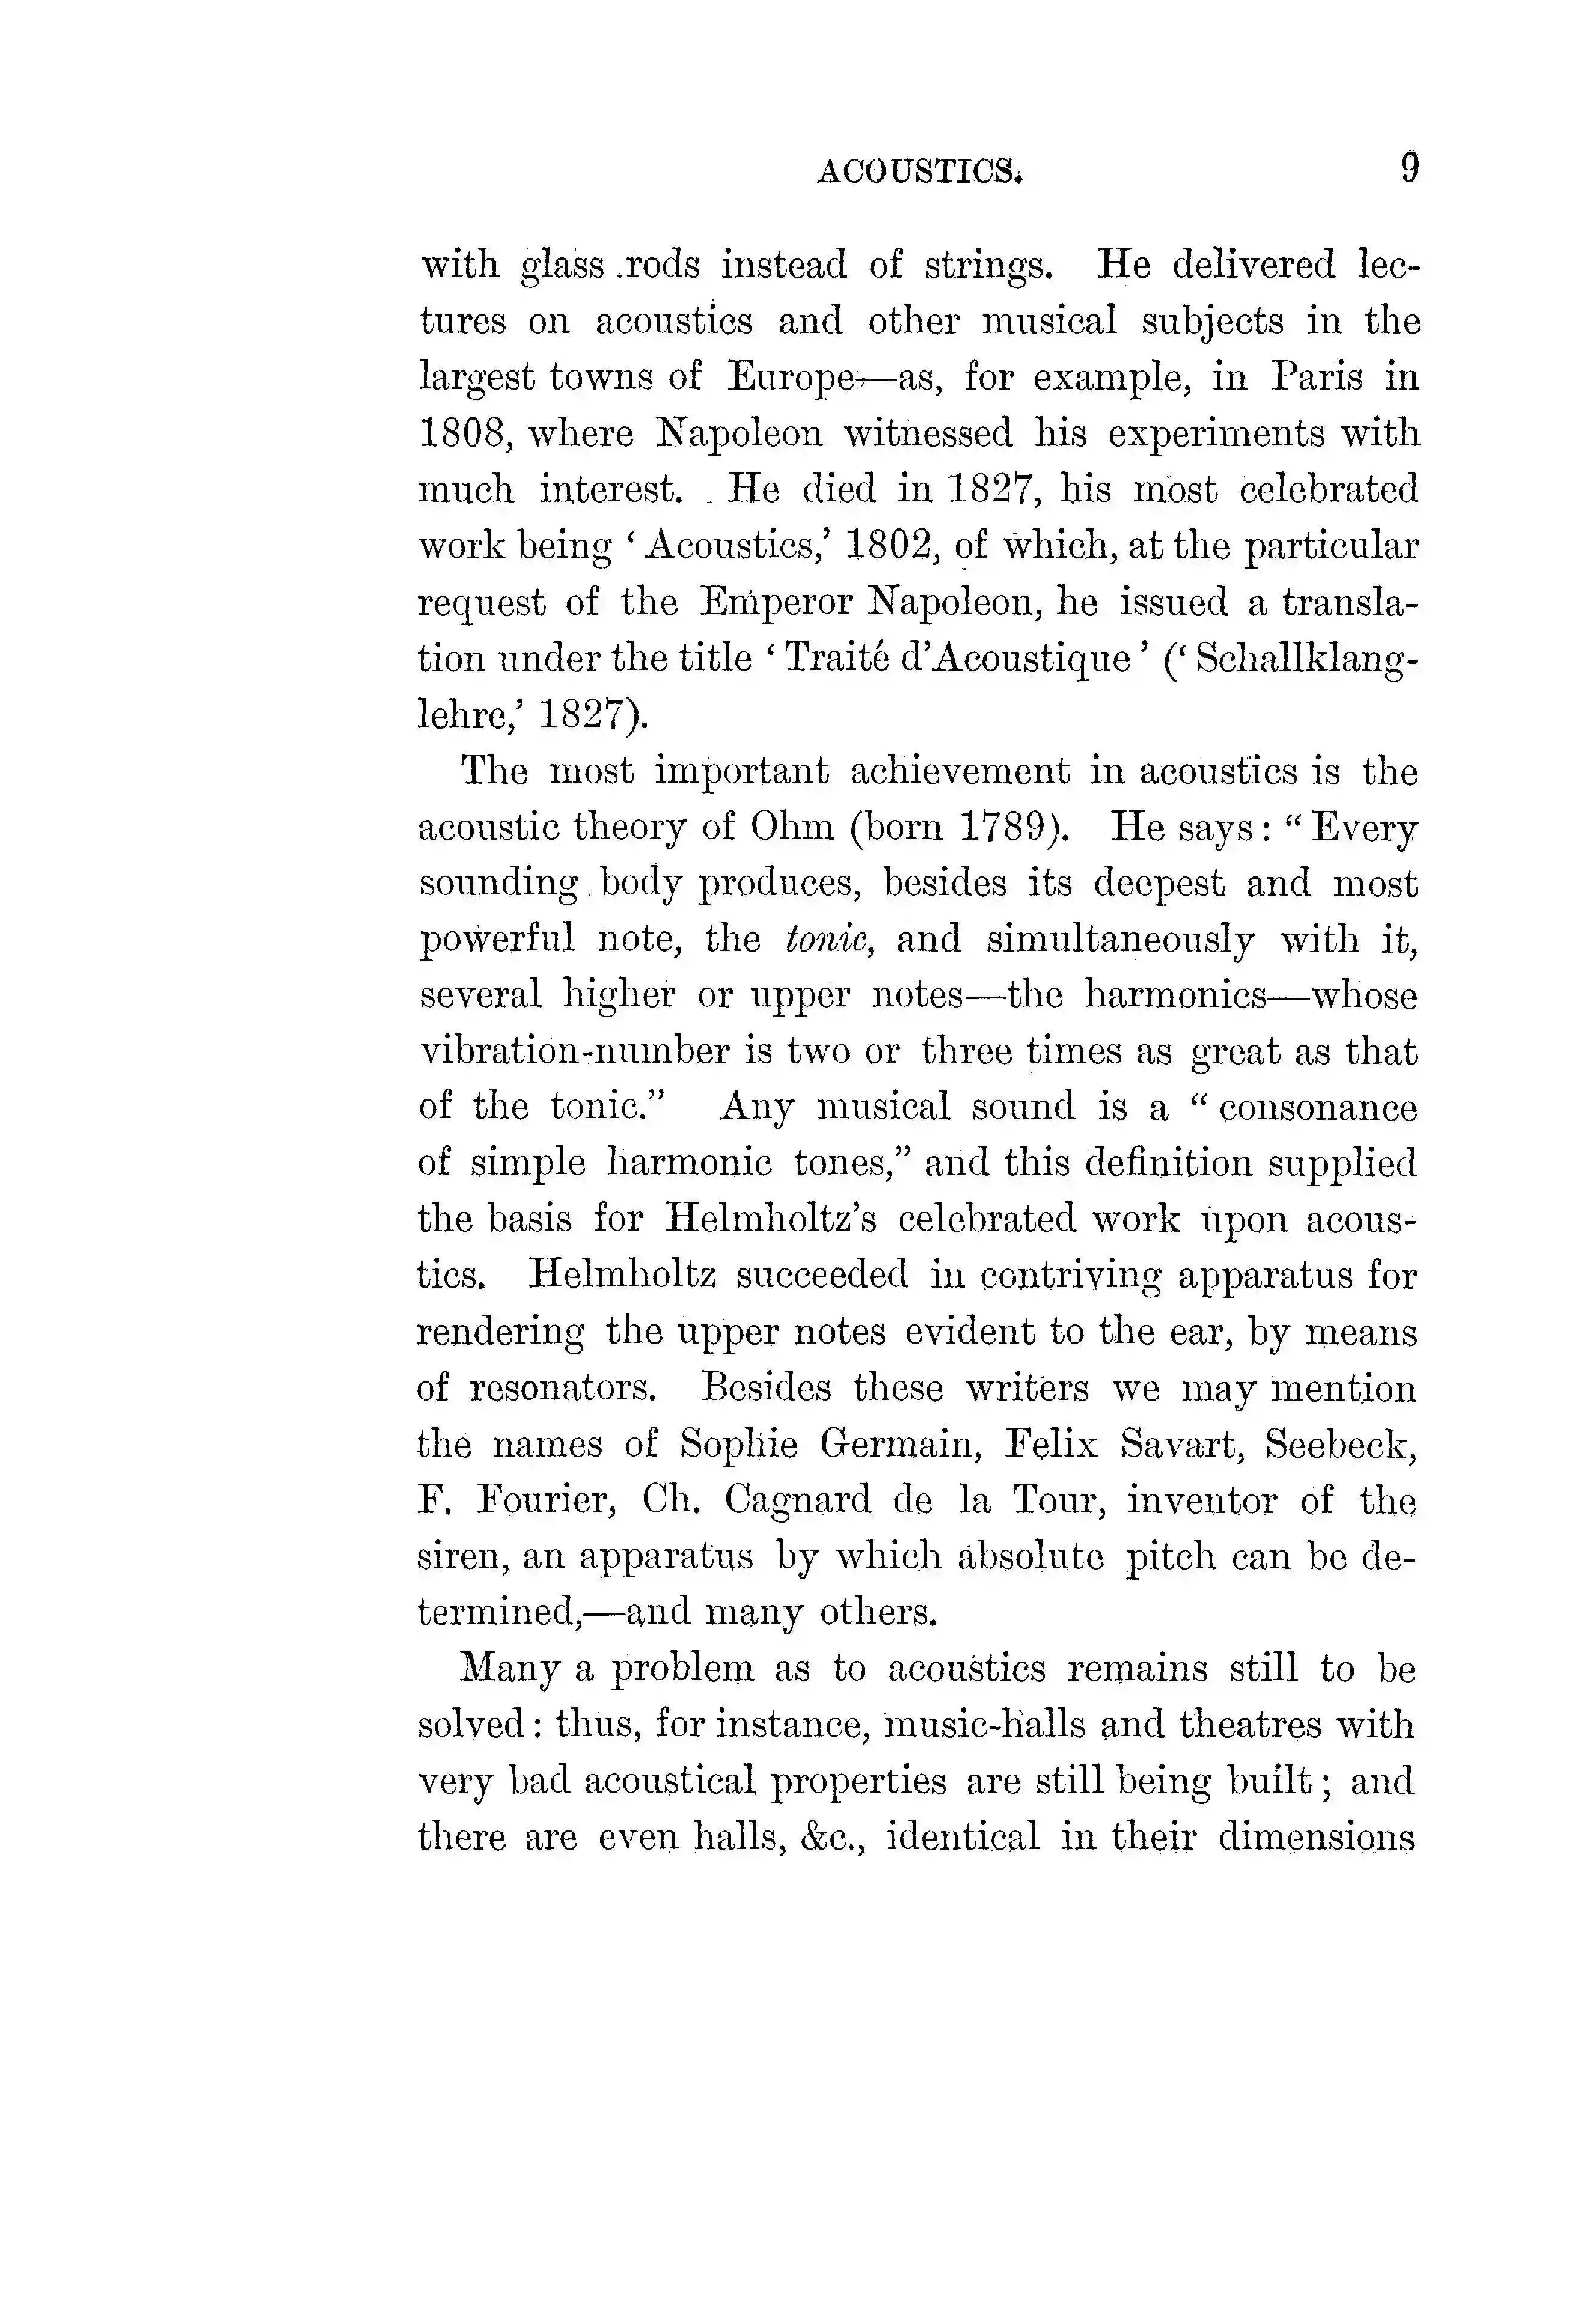 ACOUSTICS. 9
with glass rods instead of strings. He delivered lec-
tures on acoustics and other musical subjects in the
largest towns of Europe—as, for example, in Paris in
1808, where Napoleon witnessed his experiments with
much interest. He died in 1827, his most celebrated
work being ‘Acoustics,’ 1802, of which, at the particular
request of the Emperor Napoleon, he issued a transla-
tion under the title ‘Traité d’Acoustique’ (‘Schallklang-
lehre,’ 1827).
The most important achievement in acoustics is the
acoustic theory of Ohm (born 1789). He says: “Every
sounding body produces, besides its deepest and most
powerful note, the tonic, and simultaneously with it,
several higher or upper notes—the harmonics—whose
vibration-number is two or three times as great as that
of the tonic.” Any musical sound is a “consonance
of simple harmonic tones,” and this definition supplied
the basis for Helmholtz’s celebrated work upon acous-
tics. Helmholtz succeeded in contriving apparatus for
rendering the upper notes evident to the ear, by means
of resonators. Besides these writers we may mention
the names of Sophie Germain, Felix Savart, Seebeck,
F. Fourier, Ch. Cagnard de la Tour, inventor of the
siren, an apparatus by which absolute pitch can be de-
termined,—and many others.
Many a problem as to acoustics remains still to be
solved: thus, for instance, music-halls and theatres with
very bad acoustical properties are still being built; and
there are even halls, &c., identical in their dimensions